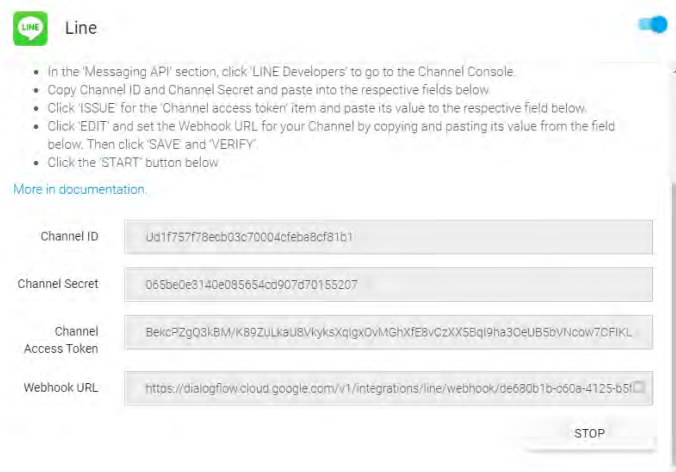 LINE
Line
In the 'Messaging API' section, click 'LINE Developers' to go to the Channel Console.
Copy Channel ID and Channel Secret and paste into the respective fields below
Click 'ISSUE' for the 'Channel access token' item and paste its value to the respective field below.
Click 'EDIT' and set the Webhook URL for your Channel by copying and pasting its value from the field
below. Then click 'SAVE' and 'VERIFY'.
Click the 'START' button below
More in documentation.
Channel ID
Ud1f757f78ecb03c70004cfeba8cf81b1
Channel Secret
065be0e3140e085654cd907d70155207
Channel
Access Token
Webhook URL
https://dialogflow.cloud.google.com/v1/integrations/line/webhook/de680b1b-c60a-4125-b5f
STOP